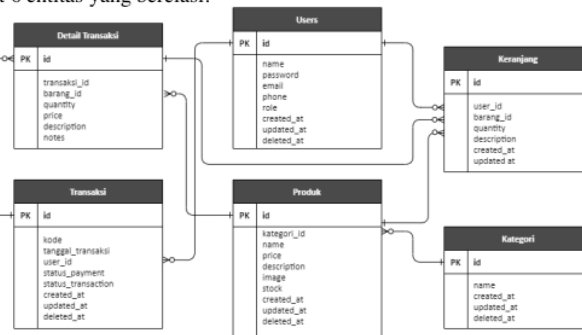 6 entitas yang berelasi.
Detail Transaksi
PK id
transaksi_id
barang_id
quantity
price
description
notes
Users
PK id
name
password
email
phone
role
created_at
updated_at
deleted_at
Keranjang
PK id
user_id
barang_id
quantity
description
created_at
updated at
Transaksi
PK id
kode
tanggal_transaksi
user_id
status_payment
status_transaction
created_at
updated_at
deleted_at
Produk
PK id
kategori_id
name
price
description
image
stock
created_at
updated_at
deleted_at
Kategori
PK id
name
created_at
updated_at
deleted_at